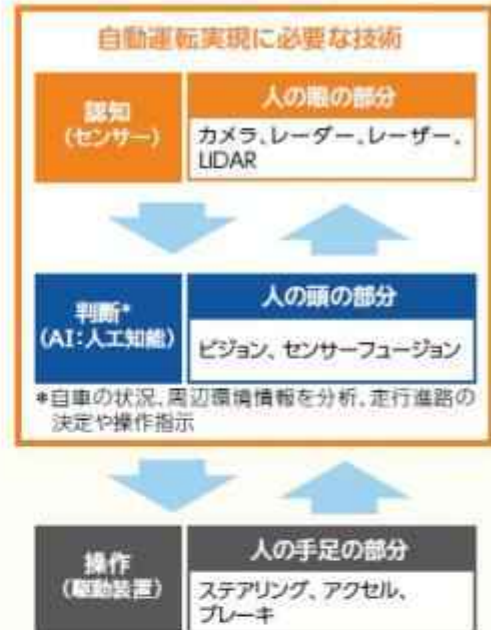 自動運転実現に必要な技術
認知
(センサー)
人の眼の部分
カメラ、レーダー、レーザー、
LIDAR
判断*
(AI:人工知能)
人の頭の部分
ビジョン、センサーフュージョン
*自車の状況、周辺環境情報を分析、走行進路の
決定や操作指示
操作
(駆動装置)
人の手足の部分
ステアリング、アクセル、
ブレーキ